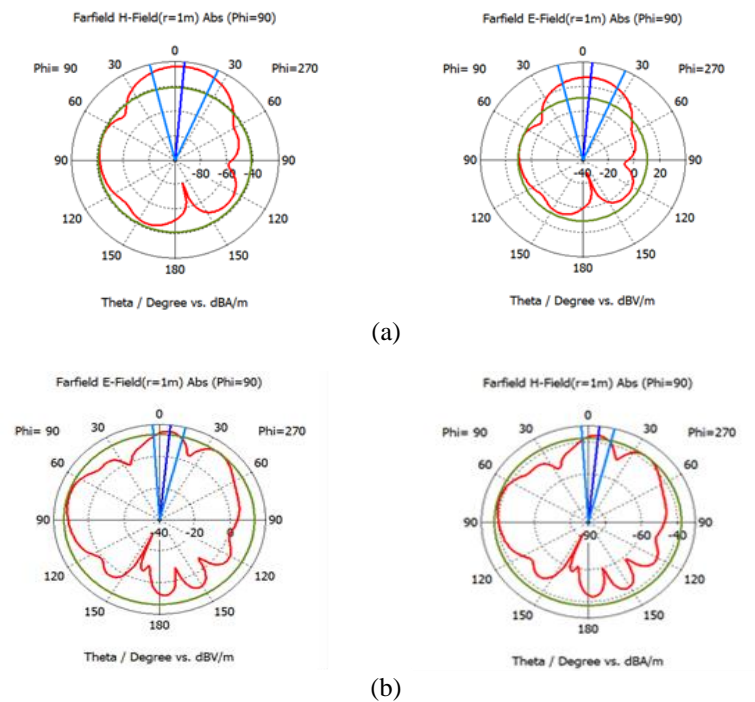 Farfield H-Field(r=1m) Abs (Phi=90)
Phi= 90 30 0 30 Phi=270
60 60
90 -80 -60 -40 90
120 120
150 180 150
Theta / Degree vs. dBA/m
Farfield E-Field(r=1m) Abs (Phi=90)
Phi= 90 30 0 30 Phi=270
60 60
90 -40 -20 0 20 90
120 120
150 180 150
Theta / Degree vs. dBV/m
(a)
Farfield E-Field(r=1m) Abs (Phi=90)
Phi= 90 30 0 30 Phi=270
60 60
90 -40 -20 0 90
120 120
150 180 150
Theta / Degree vs. dBV/m
Farfield H-Field(r=1m) Abs (Phi=90)
Phi= 90 30 0 30 Phi=270
60 60
90 -90 -60 -40 90
120 120
150 180 150
Theta / Degree vs. dBA/m
(b)